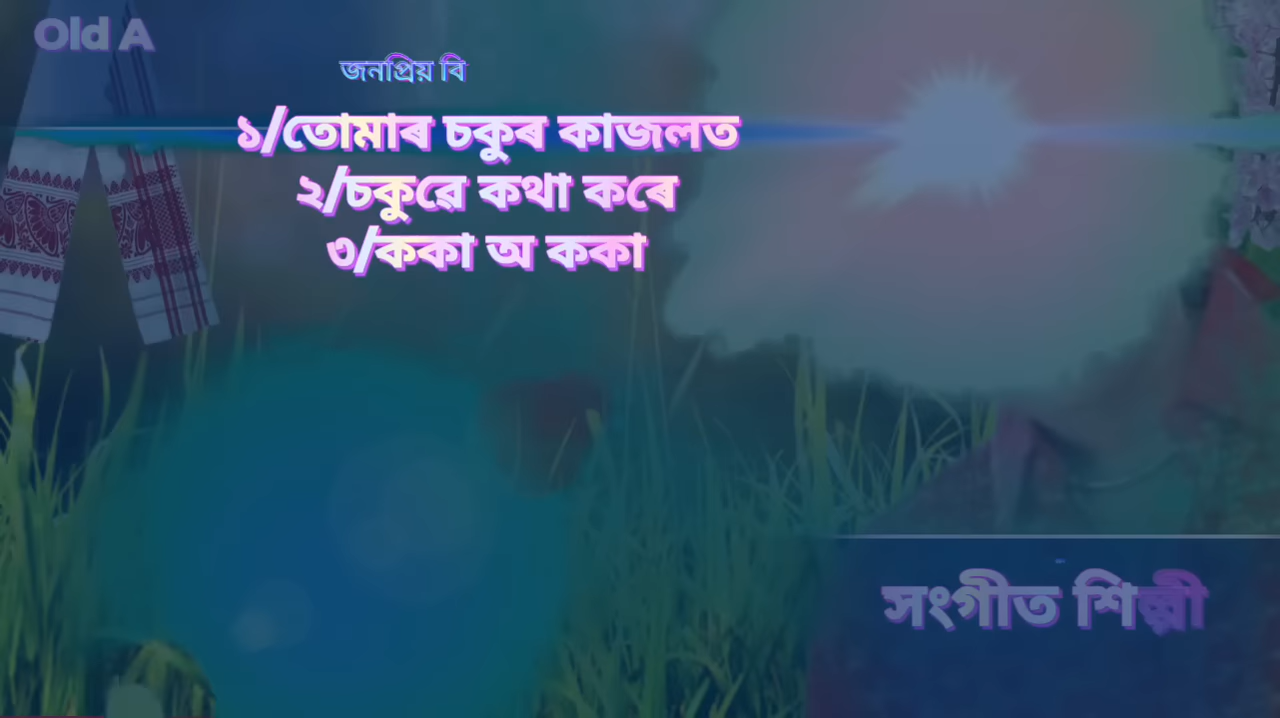 Old A
জনপ্ৰিয় বি
১/তোমাৰ চকুৰ কাজলত
২/চকুৱে কথা কৰে
৩/ককা অ ককা
সংগীত শিল্পী